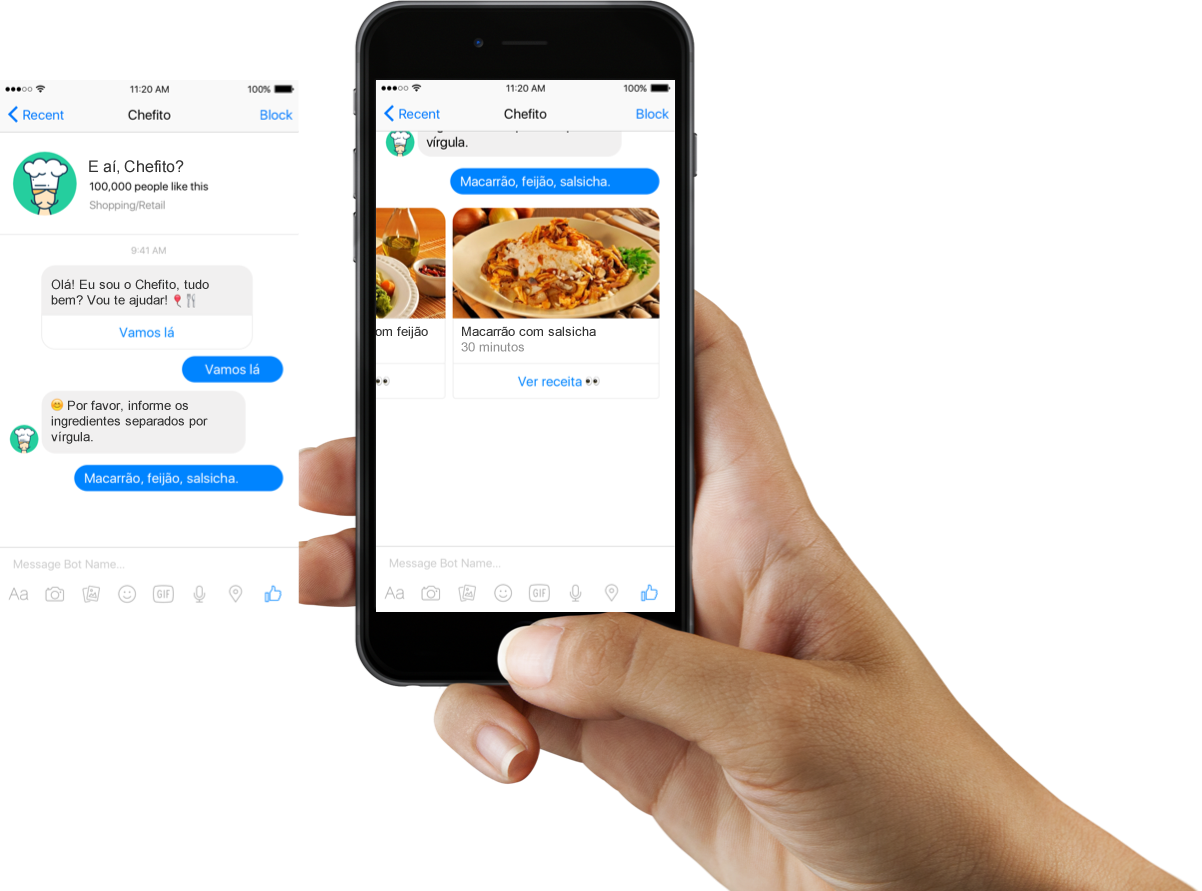 11:20 AM
100%
Recent
Chefito
Block
E aí, Chefito?
100,000 people like this
Shopping/Retail
9:41 AM
Olá! Eu sou o Chefito, tudo
bem? Vou te ajudar! 🎈🍴
Vamos lá
Vamos lá
😊 Por favor, informe os
ingredientes separados por
vírgula.
Macarrão, feijão, salsicha.
Message Bot Name...
Aa
GIF
11:20 AM
100%
Recent
Chefito
Block
vírgula.
Macarrão, feijão, salsicha.
om feijão
Macarrão com salsicha
30 minutos
Ver receita 👀
Message Bot Name...
Aa
GIF